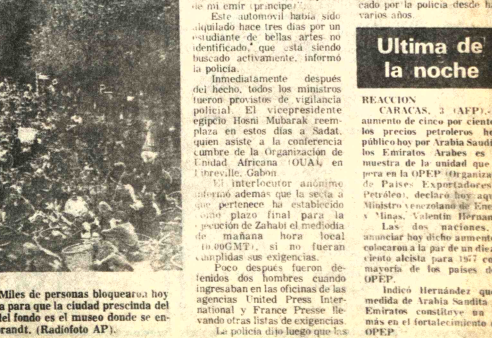 Miles de personas bloquearon hoy
a para que la ciudad prescinda del
del fondo es el museo donde se en-
randt. (Radiofoto AP).
de mi emir (príncipe)".
Este automóvil había sido
alquilado hace tres días por un
estudiante de bellas artes no
identificado, que está siendo
buscado activamente, informó
la policía.
Inmediatamente después
del hecho, todos los ministros
fueron provistos de vigilancia
policial. El vicepresidente
egipcio Hosni Mubarak reem-
plaza en estos días a Sadat,
quien asiste a la conferencia
cumbre de la Organización de
Unidad Africana (OUA), en
Libreville, Gabón.
El interlocutor anónimo
informó además que la secta a
que pertenece ha establecido
como plazo final para la
ejecución de Zahabi el mediodía
de mañana hora local
GMT), si no fueran
cumplidas sus exigencias.
Poco después fueron de-
tenidos dos hombres cuando
ingresaban en las oficinas de las
agencias United Press Inter-
national y France Presse lle-
vando otras listas de exigencias.
La policía dijo luego que los
cado por la policía desde h
varios años.
Ultima de
la noche
REACCION
CARACAS, 3 (AFP).-
aumento de cinco por ciento
los precios petroleros he
público hoy por Arabia Saudi
los Emiratos Arabes es
muestra de la unidad que
pera en la OPEP (Organiza
de Países Exportadores
Petróleo), declaró hoy aqu
Ministro venezolano de Ene
y Minas, Valentín Hernan
Las dos naciones,
anunciar hoy dicho aumento
colocaron a la par de un die
ciento alcista para 1977 co
mayoría de los países d
OPEP.
Indicó Hernández qu
medida de Arabia Saudita
Emiratos constituye un
más en el fortalecimiento
OPEP.